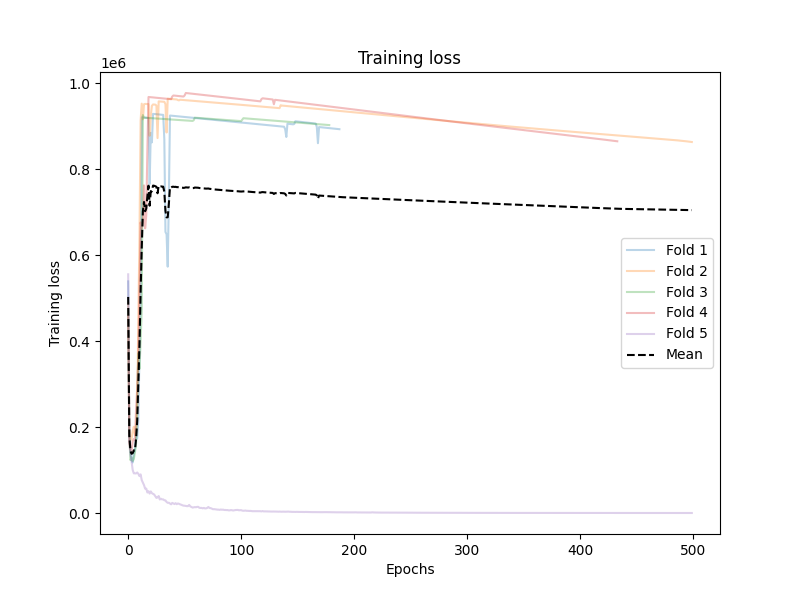 Training loss
1e6
1.0
0.8
0.6
0.4
0.2
0.0
Training loss
0
100
200
300
400
500
Epochs
Fold 1
Fold 2
Fold 3
Fold 4
Fold 5
Mean